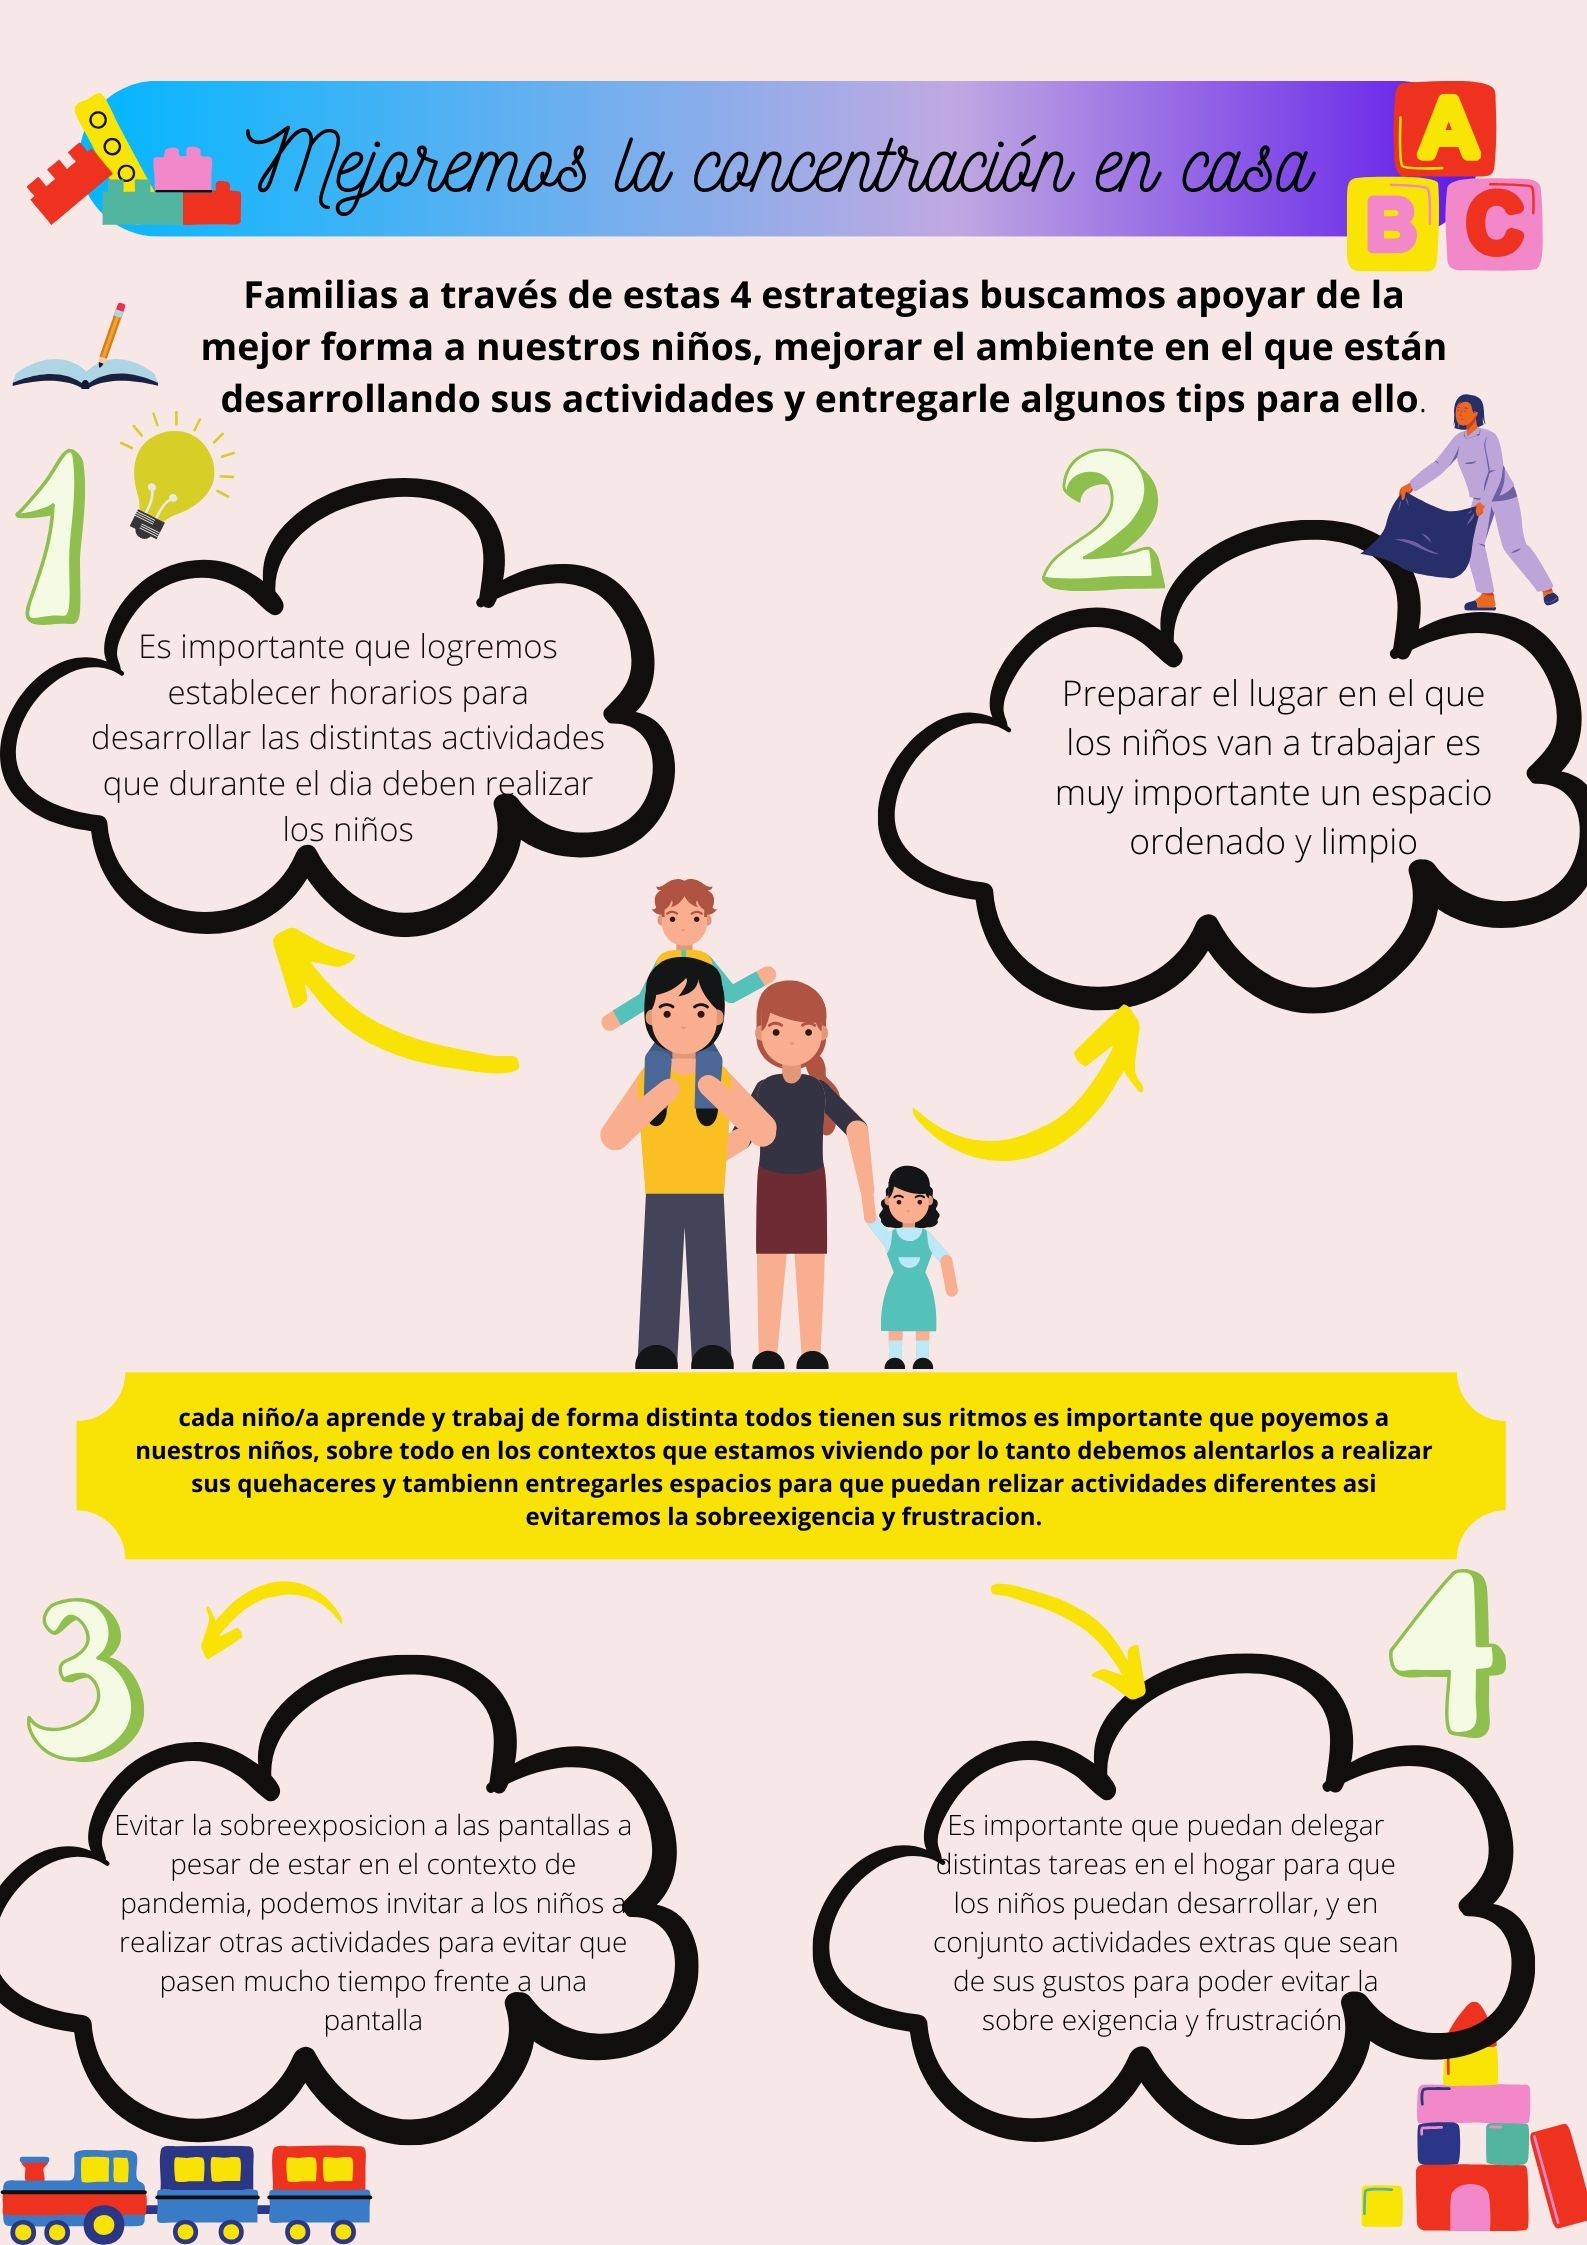 Mejoremos la concentración en casa
A
B C
Familias a través de estas 4 estrategias buscamos apoyar de la
mejor forma a nuestros niños, mejorar el ambiente en el que están
desarrollando sus actividades y entregarle algunos tips para ello.
1
Es importante que logremos
establecer horarios para
desarrollar las distintas actividades
que durante el dia deben realizar
los niños
2
Preparar el lugar en el que
los niños van a trabajar es
muy importante un espacio
ordenado y limpio
cada niño/a aprende y trabaj de forma distinta todos tienen sus ritmos es importante que poyemos a
nuestros niños, sobre todo en los contextos que estamos viviendo por lo tanto debemos alentarlos a realizar
sus quehaceres y tambienn entregarles espacios para que puedan relizar actividades diferentes asi
evitaremos la sobreexigencia y frustracion.
3
Evitar la sobreexposicion a las pantallas a
pesar de estar en el contexto de
pandemia, podemos invitar a los niños a
realizar otras actividades para evitar que
pasen mucho tiempo frente a una
pantalla
4
Es importante que puedan delegar
distintas tareas en el hogar para que
los niños puedan desarrollar, y en
conjunto actividades extras que sean
de sus gustos para poder evitar la
sobre exigencia y frustración